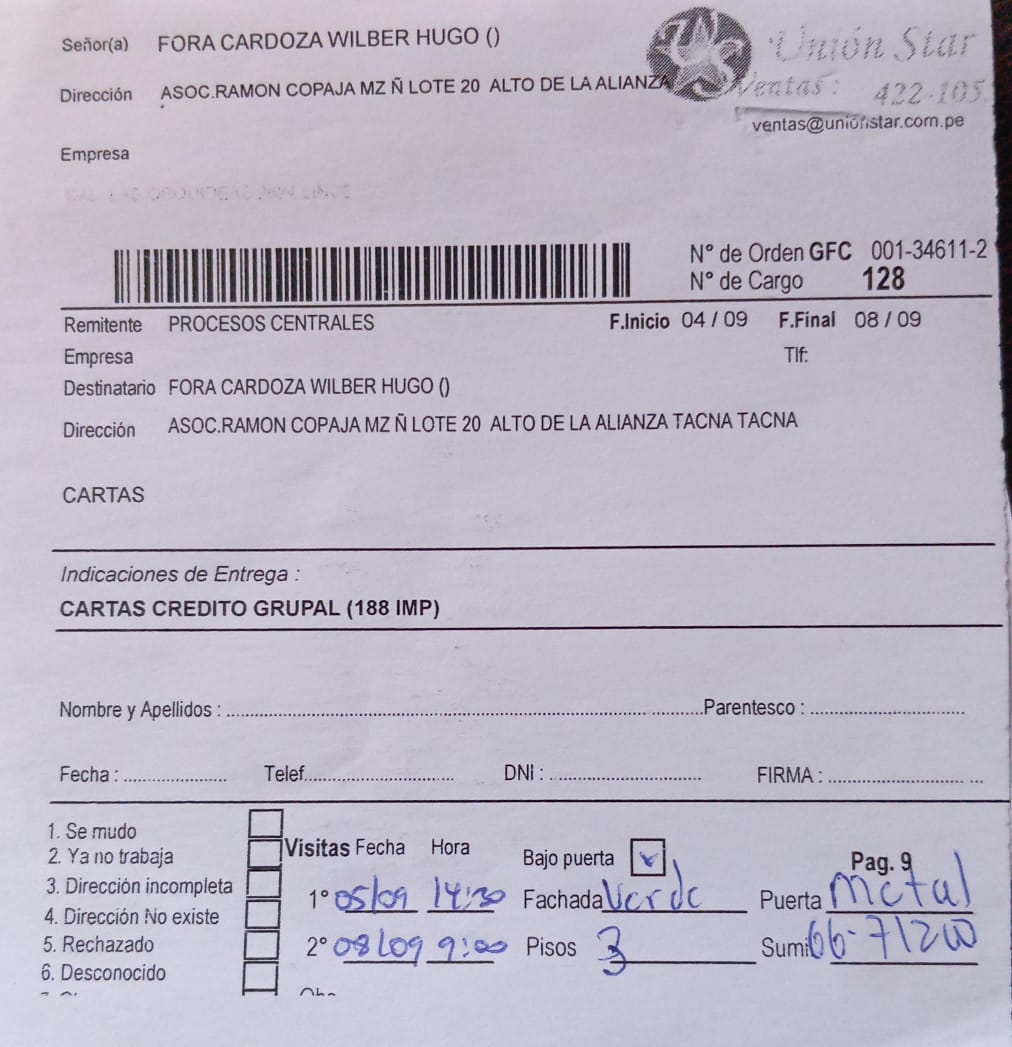 Señor(a) FORA CARDOZA WILBER HUGO ()
Unión Star
Dirección ASOC.RAMON COPAJA MZ Ñ LOTE 20 ALTO DE LA ALIANZA
Ventas: 422-105
ventas@unionstar.com.pe
Empresa
N° de Orden GFC 001-34611-2
N° de Cargo 128
Remitente PROCESOS CENTRALES F.Inicio 04 / 09 F.Final 08 / 09
Empresa Tlf:
Destinatario FORA CARDOZA WILBER HUGO ()
Dirección ASOC.RAMON COPAJA MZ Ñ LOTE 20 ALTO DE LA ALIANZA TACNA TACNA
CARTAS
Indicaciones de Entrega :
CARTAS CREDITO GRUPAL (188 IMP)
Nombre y Apellidos : Parentesco :
Fecha : Telef. DNI : FIRMA :
1. Se mudo
2. Ya no trabaja Visitas Fecha Hora Bajo puerta Pag. 9
3. Dirección incompleta 1° 05/09 14:30 Fachada Verde Puerta Metal
4. Dirección No existe
5. Rechazado 2° 08/09 9:00 Pisos 3 Sumi 66-71200
6. Desconocido